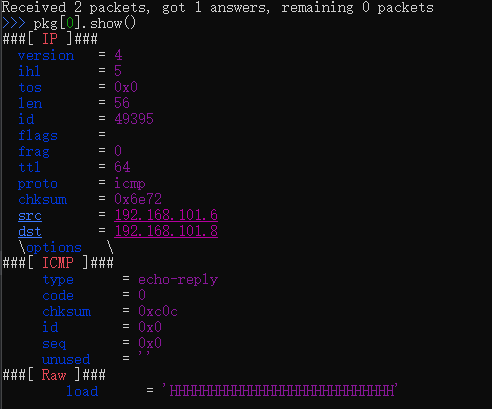 Received 2 packets, got 1 answers, remaining 0 packets
>>> pkg[0].show()
###[ IP ]###
  version   = 4
  ihl       = 5
  tos       = 0x0
  len       = 56
  id        = 49395
  flags     =
  frag      = 0
  ttl       = 64
  proto     = icmp
  chksum    = 0x6e72
  src       = 192.168.101.6
  dst       = 192.168.101.8
  \options   \
###[ ICMP ]###
     type      = echo-reply
     code      = 0
     chksum    = 0xc0c
     id        = 0x0
     seq       = 0x0
     unused    = ''
###[ Raw ]###
        load      = 'HHHHHHHHHHHHHHHHHHHHHHHHHHHH'